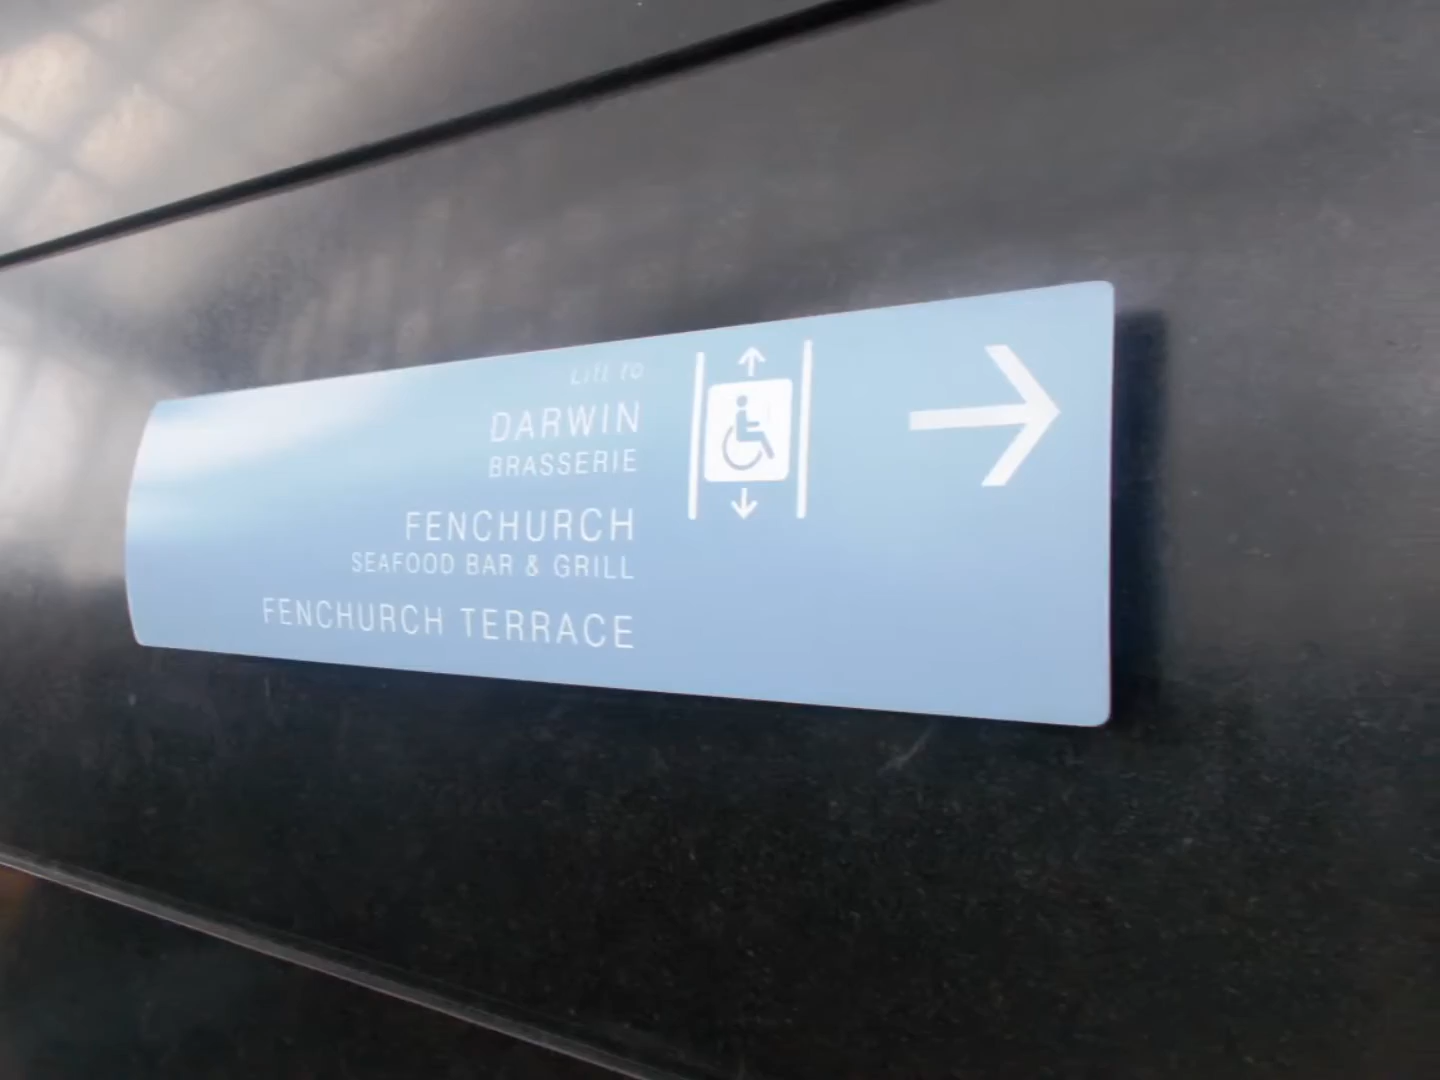 Lift to
DARWIN
BRASSERIE
FENCHURCH
SEAFOOD BAR & GRILL
FENCHURCH TERRACE